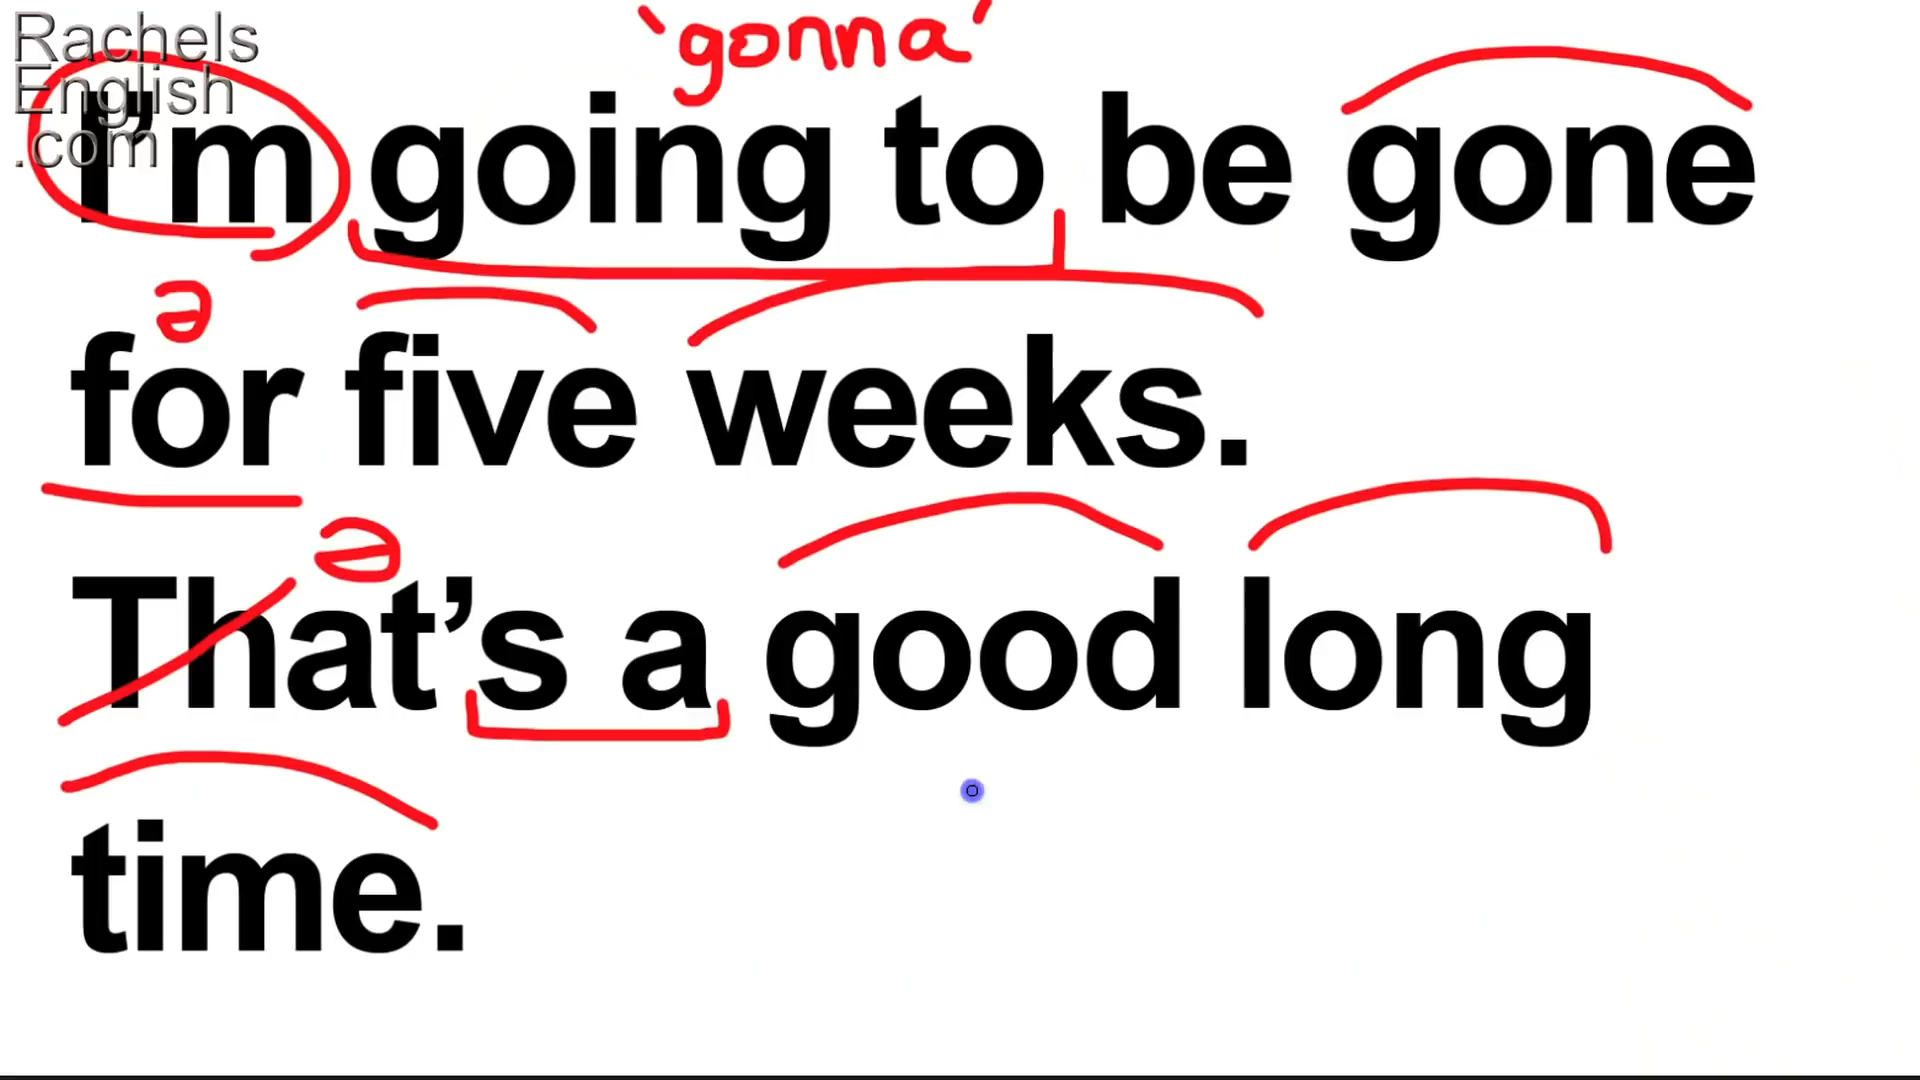 Rachels
English
.com
'gonna'
I'm going to be gone
ə
for five weeks.
ə
That's a good long
time.